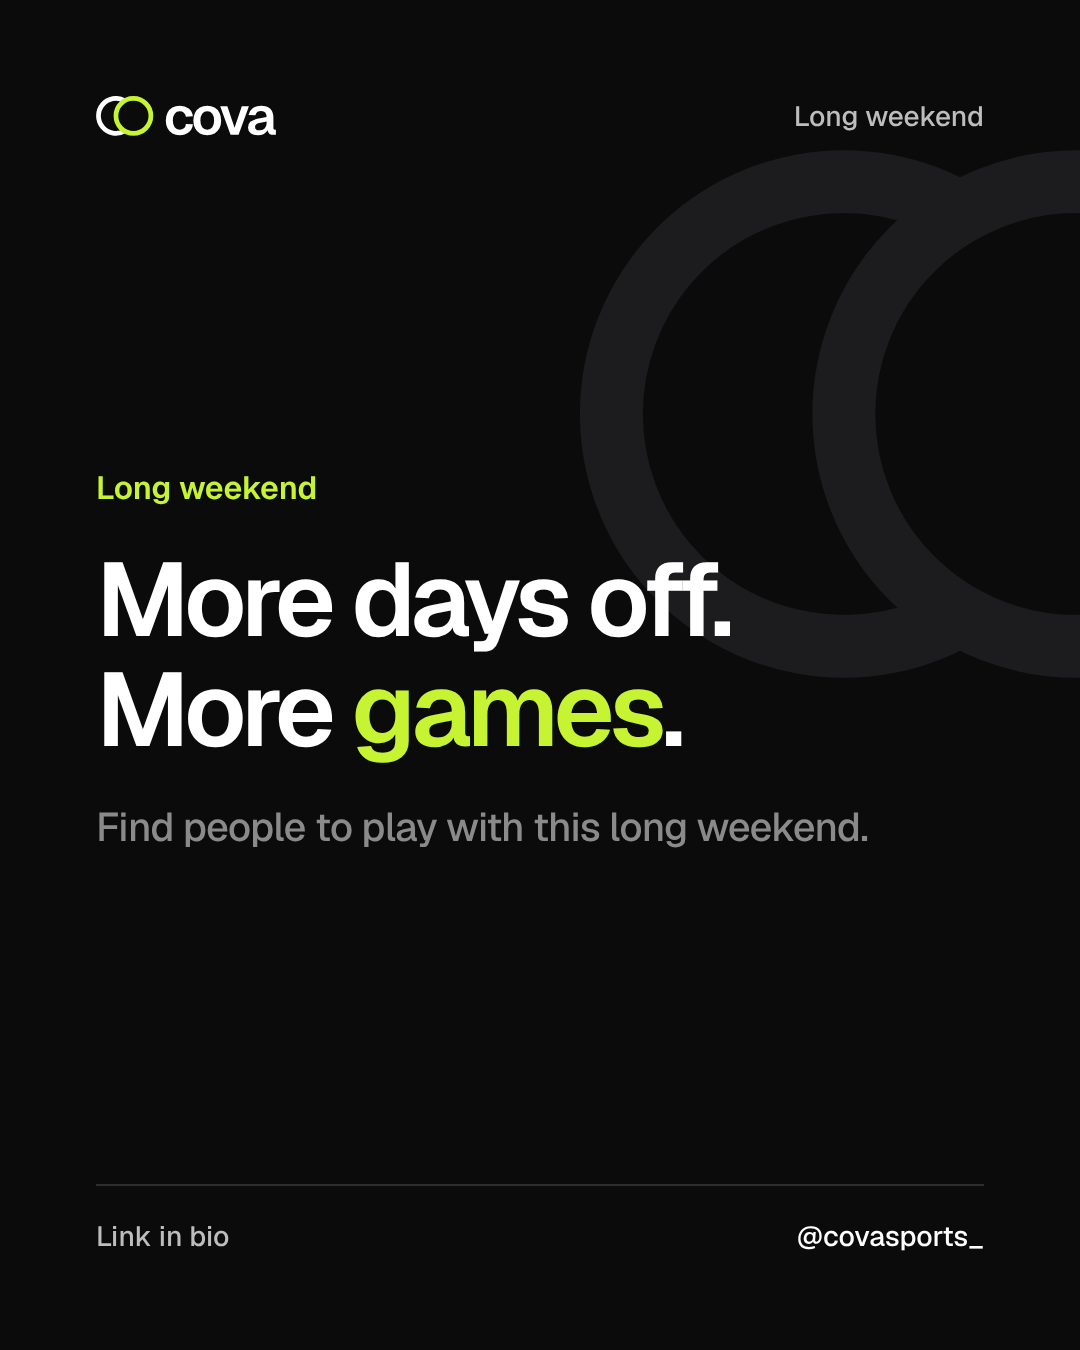 cova
Long weekend
Long weekend
More days off.
More games.
Find people to play with this long weekend.
Link in bio
@covasports_